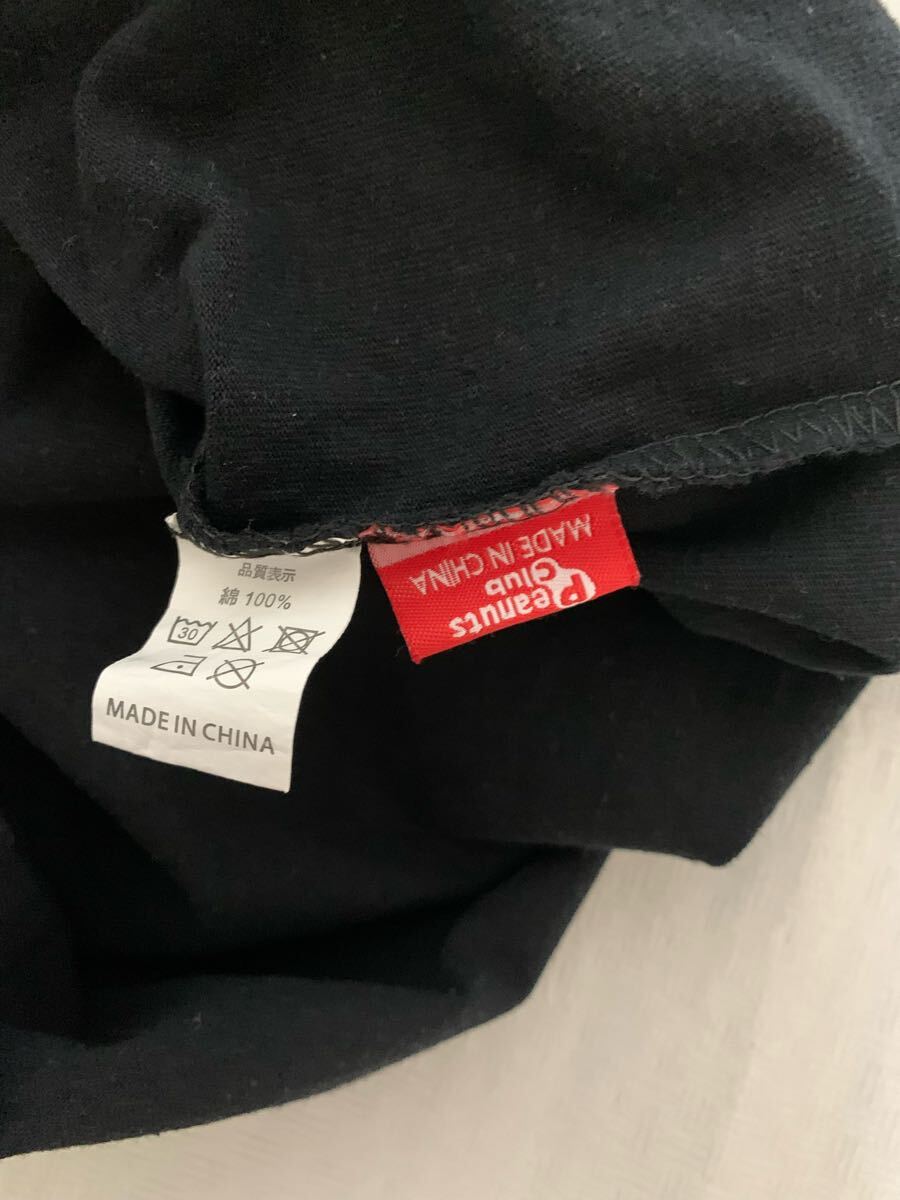 品質表示
綿 100%
30
MADE IN CHINA
Peanuts
Club
MADE IN CHINA